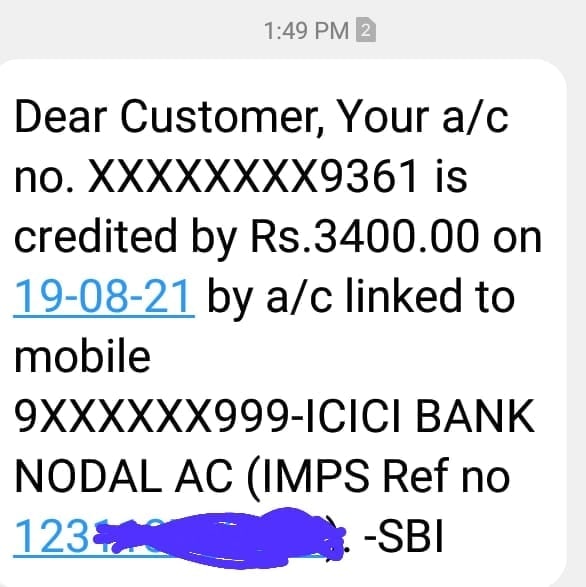 1:49 PM 2
Dear Customer, Your a/c
no. XXXXXXXX9361 is
credited by Rs.3400.00 on
19-08-21 by a/c linked to
mobile
9XXXXXX999-ICICI BANK
NODAL AC (IMPS Ref no
123 ). -SBI